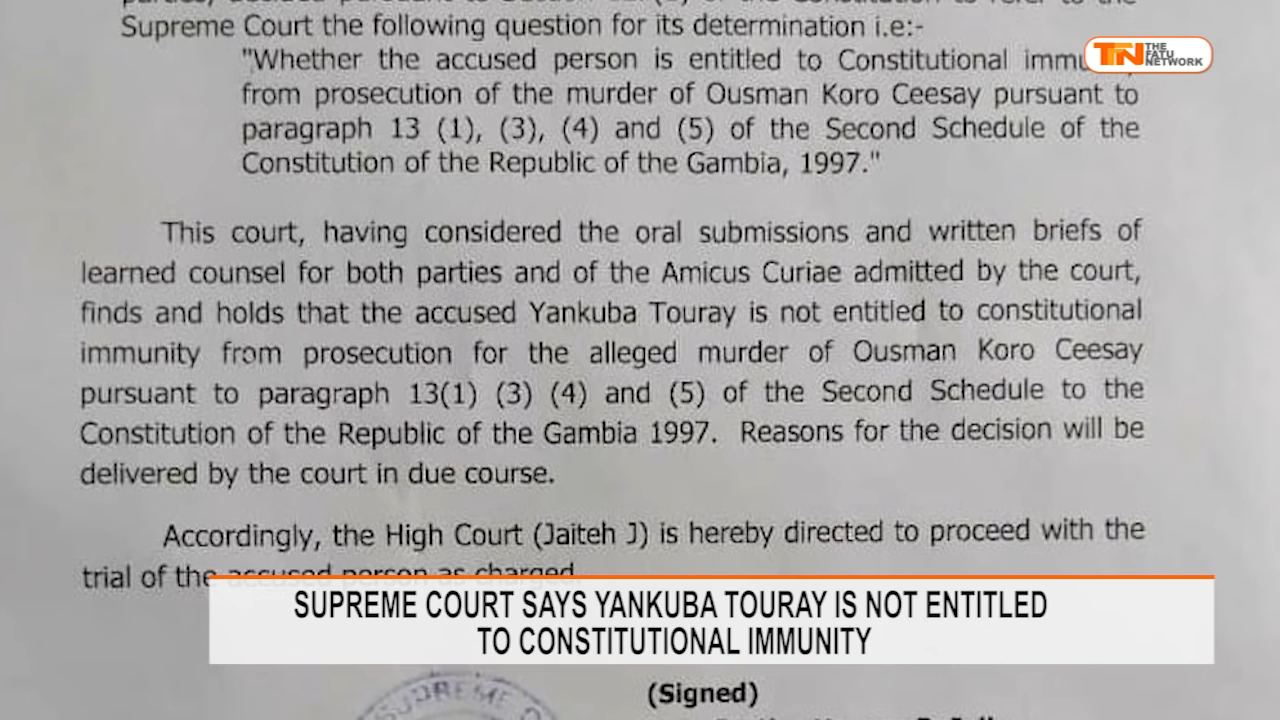 Supreme Court the following question for its determination i.e:-
"Whether the accused person is entitled to Constitutional
from prosecution of the murder of Ousman Koro Ceesay pursuant to
paragraph 13 (1), (3), (4) and (5) of the Second Schedule of the
Constitution of the Republic of the Gambia, 1997."
This court, having considered the oral submissions and written briefs of
learned counsel for both parties and of the Amicus Curiae admitted by the court,
finds and holds that the accused Yankuba Touray is not entitled to constitutional
immunity from prosecution for the alleged murder of Ousman Koro Ceesay
pursuant to paragraph 13(1) (3) (4) and (5) of the Second Schedule to the
Constitution of the Republic of the Gambia 1997. Reasons for the decision will be
delivered by the court in due course.
Accordingly, the High Court (Jaiteh J) is hereby directed to proceed with the
trial of the accused person as charged.
(Signed)
SUPREME
TFN THE
FATU
NETWORK
SUPREME COURT SAYS YANKUBA TOURAY IS NOT ENTITLED
TO CONSTITUTIONAL IMMUNITY